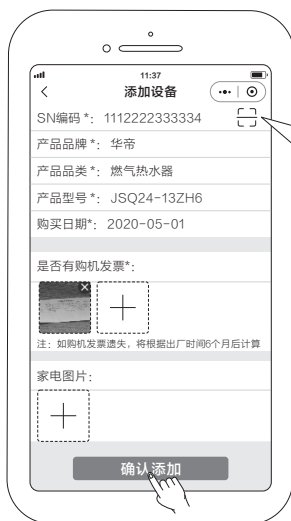 11:37
添加设备
SN编码 *: 1112222333334
产品品牌 *: 华帝
产品品类 *: 燃气热水器
产品型号 *: JSQ24-13ZH6
购买日期*: 2020-05-01
是否有购机发票*:
注：如购机发票遗失，将根据出厂时间6个月后计算
家电图片:
确认添加